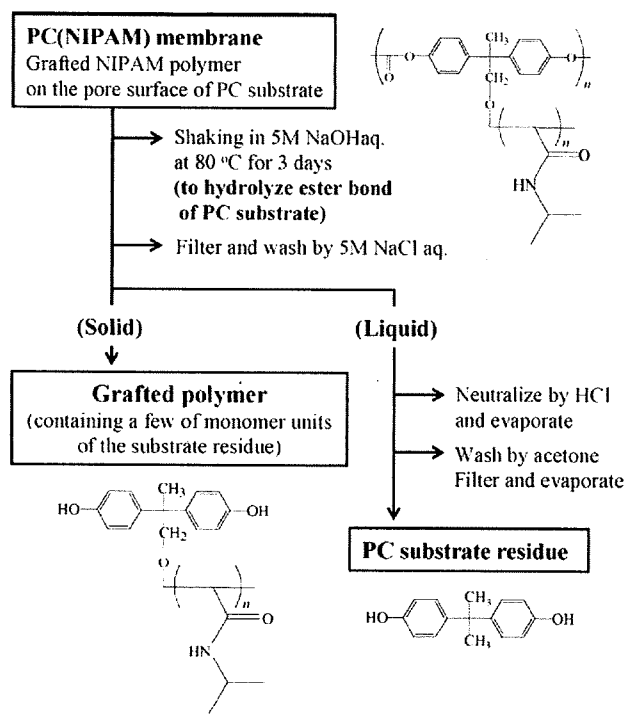 PC(NIPAM) membrane
Grafted NIPAM polymer
on the pore surface of PC substrate
Shaking in 5M NaOHaq.
at 80 °C for 3 days
(to hydrolyze ester bond
of PC substrate)
Filter and wash by 5M NaCl aq.
C
O
O
CH₃
CH₂
O
O
n
n
O
HN
(Solid)
(Liquid)
Grafted polymer
(containing a few of monomer units
of the substrate residue)
Neutralize by HCl
and evaporate
Wash by acetone
Filter and evaporate
PC substrate residue
HO
CH₃
OH
CH₂
O
n
O
HN
HO
CH₃
CH₃
OH